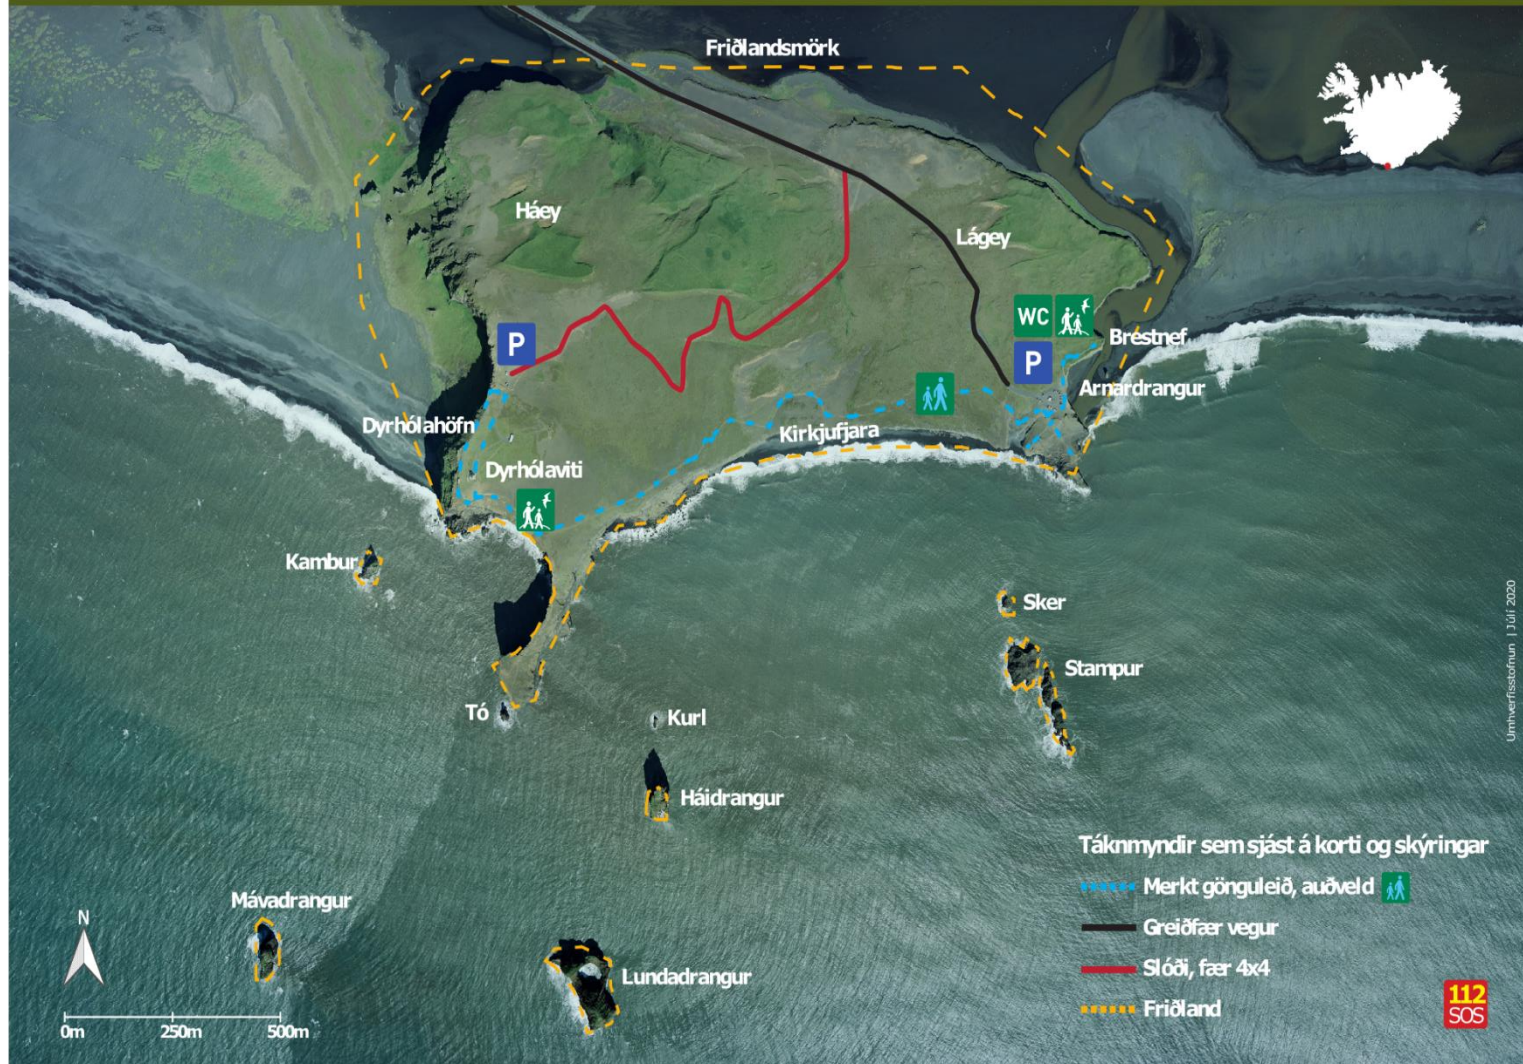 Friðlandsmörk
Háey
Lágey
P
WC
P
Brestnef
Arnardrangur
Dyrhólahöfn
Kirkjufjara
Dyrhólaviti
Kambur
Sker
Stampur
Tó
Kurl
Háidrangur
Mávadrangur
Lundadrangur
N
0m 250m 500m
Táknmyndir sem sjást á korti og skýringar
Merkt gönguleið, auðveld
Greiðfær vegur
Slóði, fær 4x4
Friðland
112
SOS
Umhverfisstofnun | Júlí 2020